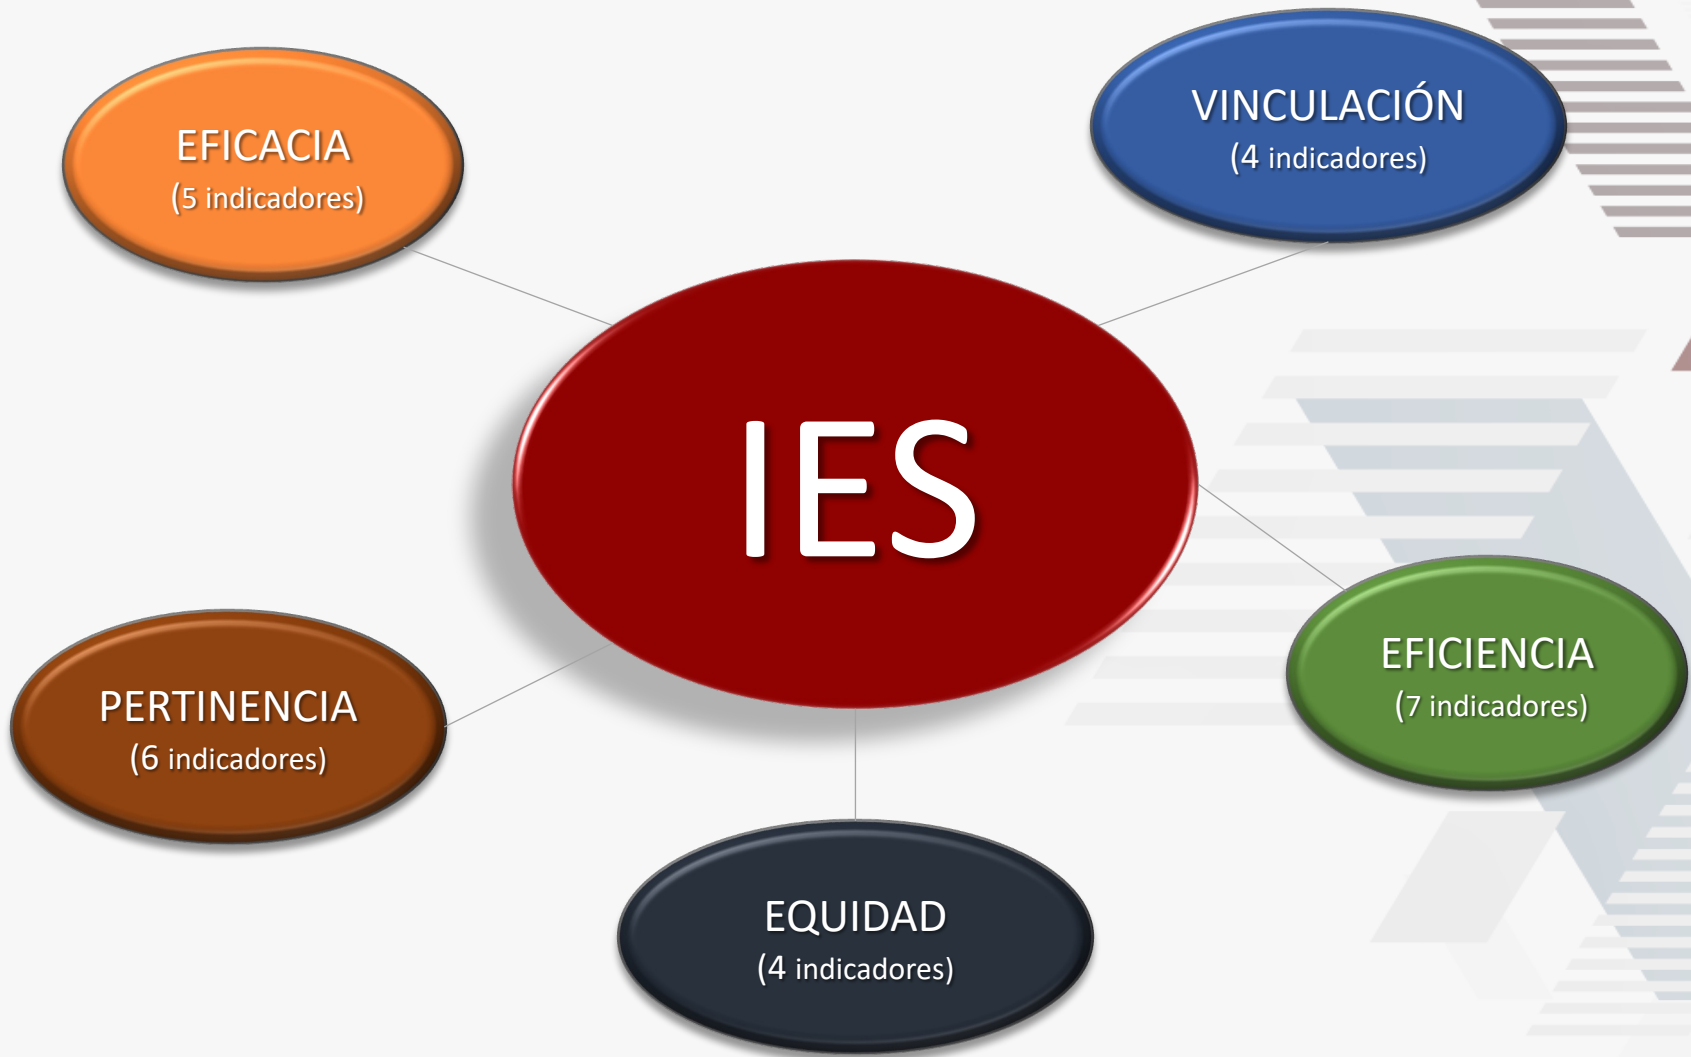 EFICACIA
(5 indicadores)
VINCULACIÓN
(4 indicadores)
IES
PERTINENCIA
(6 indicadores)
EFICIENCIA
(7 indicadores)
EQUIDAD
(4 indicadores)